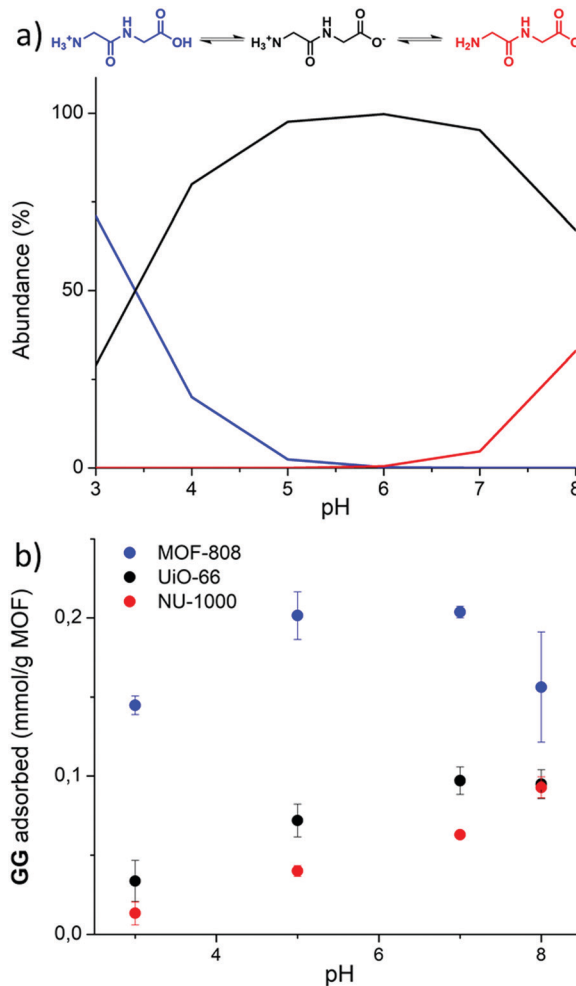 a)
H₃⁺N
O
H
N
O
OH
H₃⁺N
O
H
N
O
O⁻
H₂N
O
H
N
O
O
100
50
0
Abundance (%)
3 4 5 6 7 8
pH
b)
MOF-808
UiO-66
NU-1000
0,2
0,1
0,0
GG adsorbed (mmol/g MOF)
4 6 8
pH